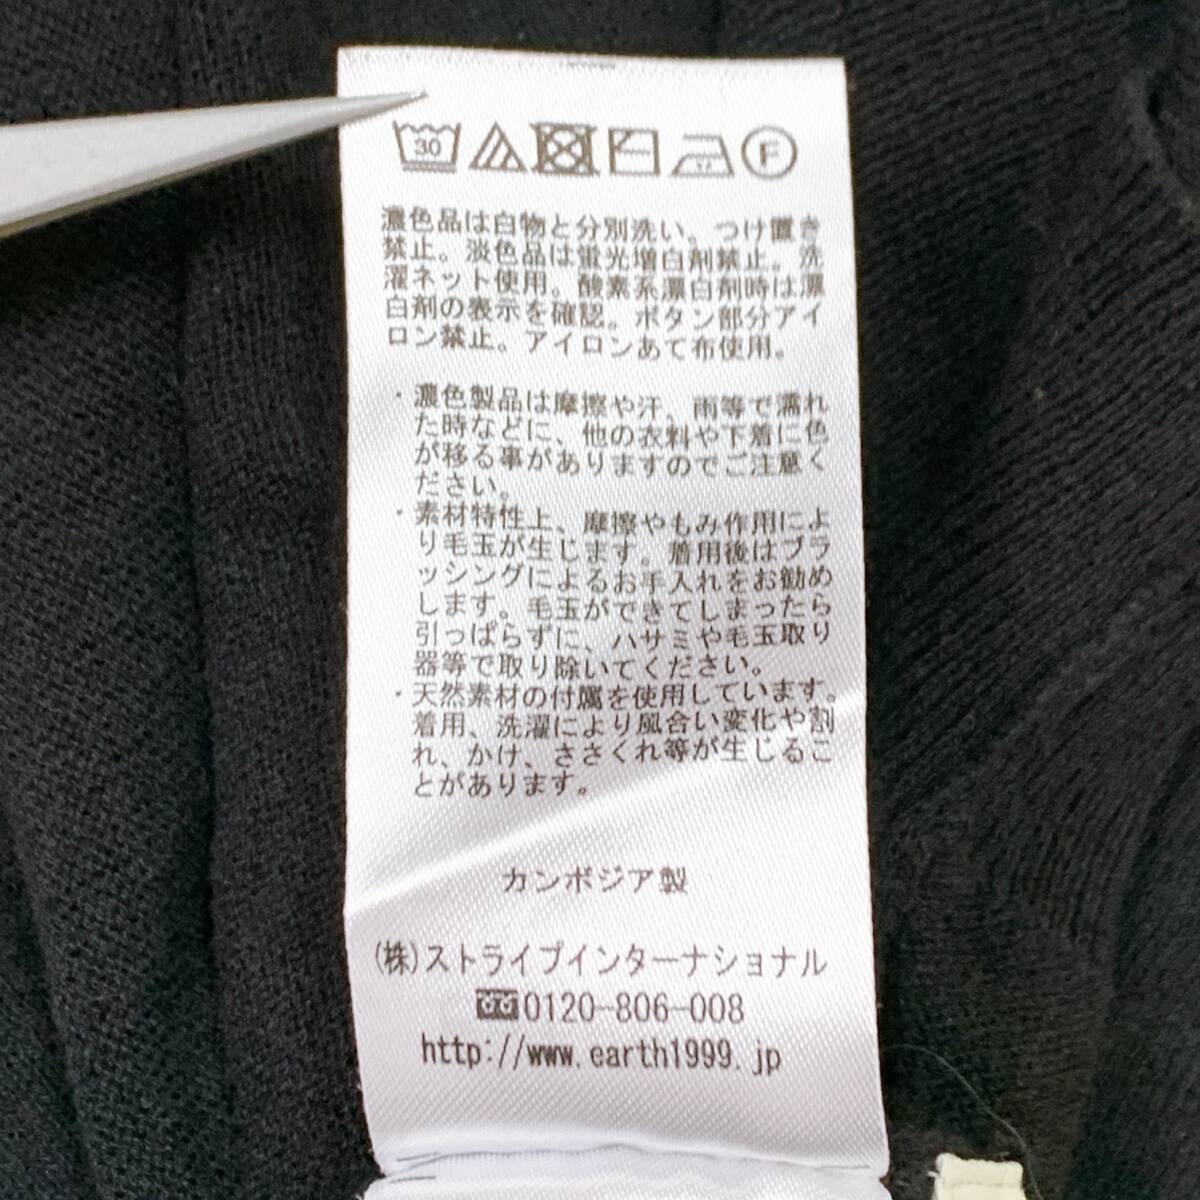 30
F
濃色品は白物と分別洗い。つけ置き
禁止。淡色品は蛍光増白剤禁止。洗
濯ネット使用。酸素系漂白剤時は漂
白剤の表示を確認。ボタン部分アイ
ロン禁止。アイロンあて布使用。
・濃色製品は摩擦や汗、雨等で濡れ
た時などに、他の衣料や下着に色
が移る事がありますのでご注意く
ださい。
・素材特性上、摩擦やもみ作用によ
り毛玉が生じます。着用後はブラ
ッシングによるお手入れをお勧め
します。毛玉ができてしまったら
引っぱらずに、ハサミや毛玉取り
器等で取り除いてください。
・天然素材の付属を使用しています。
着用、洗濯により風合い変化や割
れ、かけ、ささくれ等が生じるこ
とがあります。
カンボジア製
(株)ストライプインターナショナル
0120-806-008
http://www.earth1999.jp